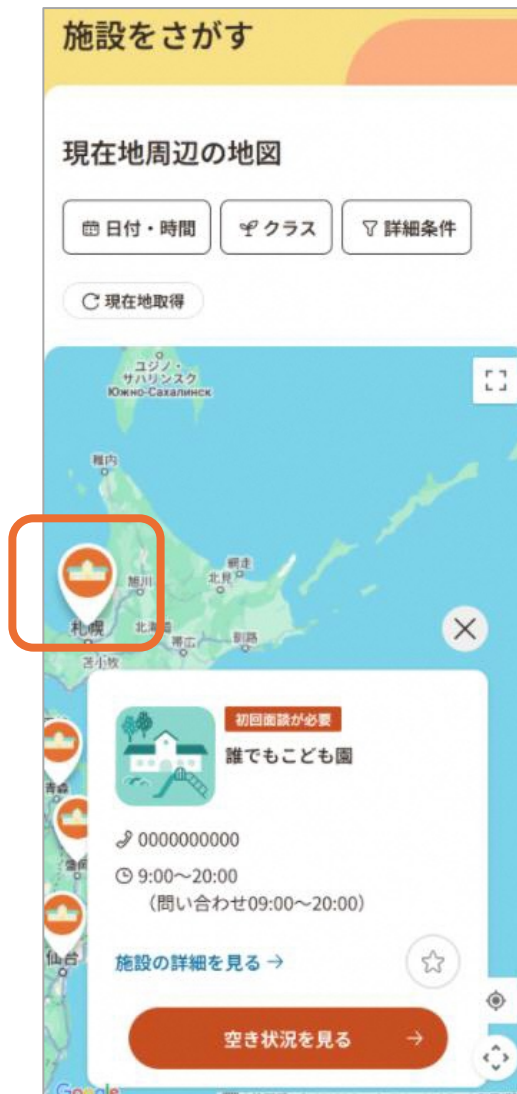 施設をさがす
現在地周辺の地図
日付・時間 クラス 詳細条件
現在地取得
ユジノ・
サハリンスク
Южно-Сахалинск
稚内
網走
旭川
北見
札幌
北海道
帯広
釧路
苫小牧
初回面談が必要
誰でもこども園
青森
0000000000
盛岡
9:00〜20:00
（問い合わせ09:00〜20:00）
仙台
施設の詳細を見る →
空き状況を見る →
Google